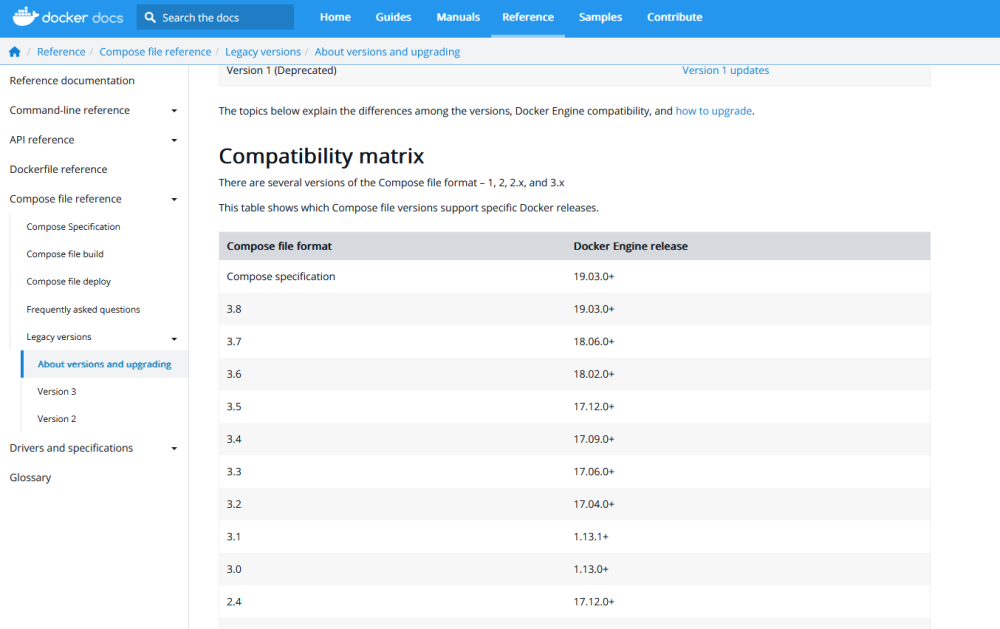 docker docs
Search the docs
Home Guides Manuals Reference Samples Contribute
/ Reference / Compose file reference / Legacy versions / About versions and upgrading
Reference documentation
Command-line reference
API reference
Dockerfile reference
Compose file reference
Compose Specification
Compose file build
Compose file deploy
Frequently asked questions
Legacy versions
About versions and upgrading
Version 3
Version 2
Drivers and specifications
Glossary
Version 1 (Deprecated) Version 1 updates
The topics below explain the differences among the versions, Docker Engine compatibility, and how to upgrade.
Compatibility matrix
There are several versions of the Compose file format – 1, 2, 2.x, and 3.x
This table shows which Compose file versions support specific Docker releases.
Compose file format Docker Engine release
Compose specification 19.03.0+
3.8 19.03.0+
3.7 18.06.0+
3.6 18.02.0+
3.5 17.12.0+
3.4 17.09.0+
3.3 17.06.0+
3.2 17.04.0+
3.1 1.13.1+
3.0 1.13.0+
2.4 17.12.0+